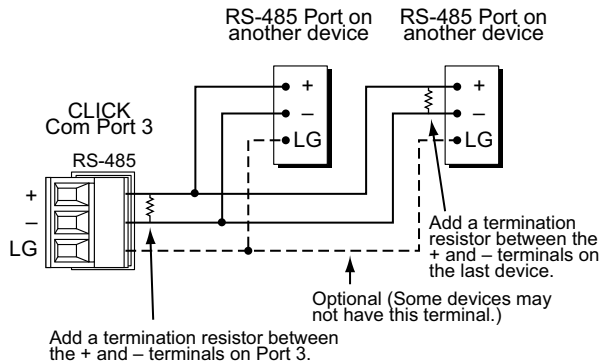 RS-485 Port on
another device
RS-485 Port on
another device
+
–
LG
+
–
LG
CLICK
Com Port 3
RS-485
+
–
LG
Add a termination
resistor between the
+ and – terminals on
the last device.
Optional (Some devices may
not have this terminal.)
Add a termination resistor between
the + and – terminals on Port 3.